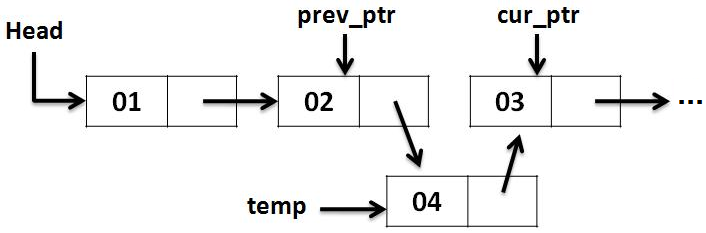 prev_ptr cur_ptr
Head
01 02 03 ...
temp 04